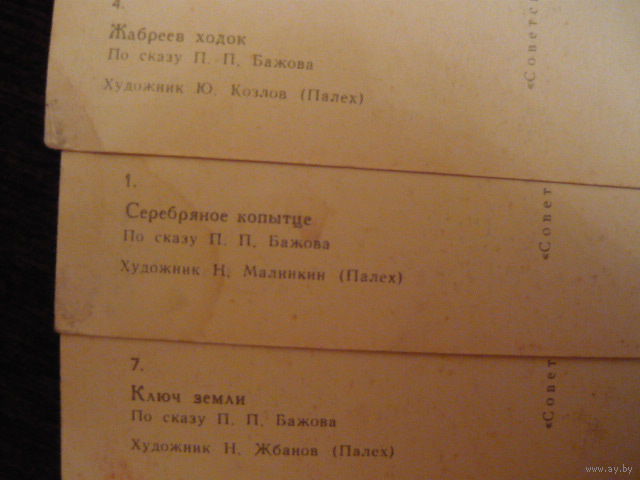 4.
Жабреев ходок
По сказу П. П. Бажова
Художник Ю. Козлов (Палех)
1.
Серебряное копытце
По сказу П. П. Бажова
Художник Н. Малинкин (Палех)
7.
Ключ земли
По сказу П. П. Бажова
Художник Н. Жбанов (Палех)
«Советс
«Совет
«Совет
www.ay.by